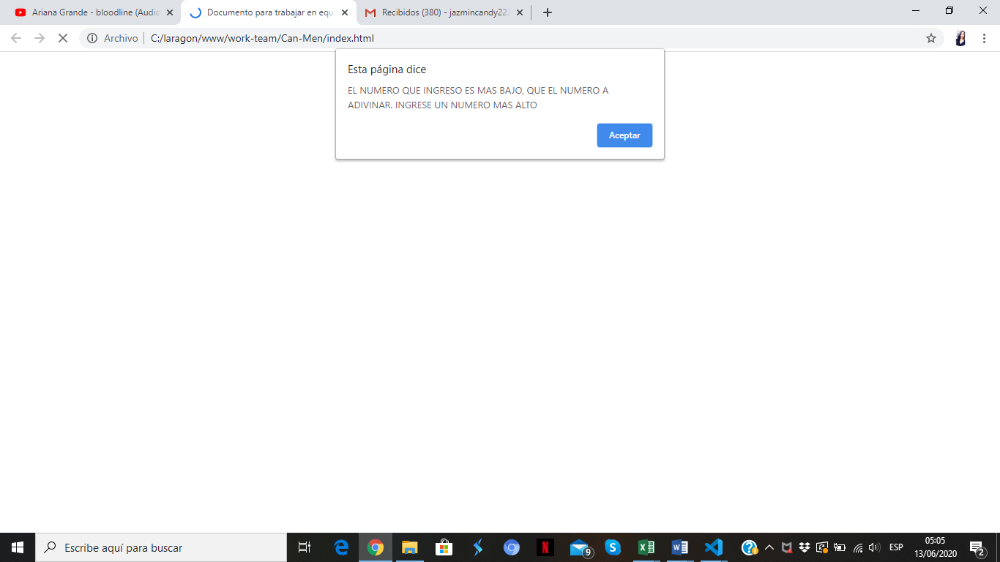 Ariana Grande - bloodline (Audio
Documento para trabajar en equ
Recibidos (380) - jazmincandy222
Archivo
C:/laragon/www/work-team/Can-Men/index.html
Esta página dice
EL NUMERO QUE INGRESO ES MAS BAJO, QUE EL NUMERO A
ADIVINAR. INGRESE UN NUMERO MAS ALTO
Aceptar
Escribe aquí para buscar
9
ESP
05:05
13/06/2020
2